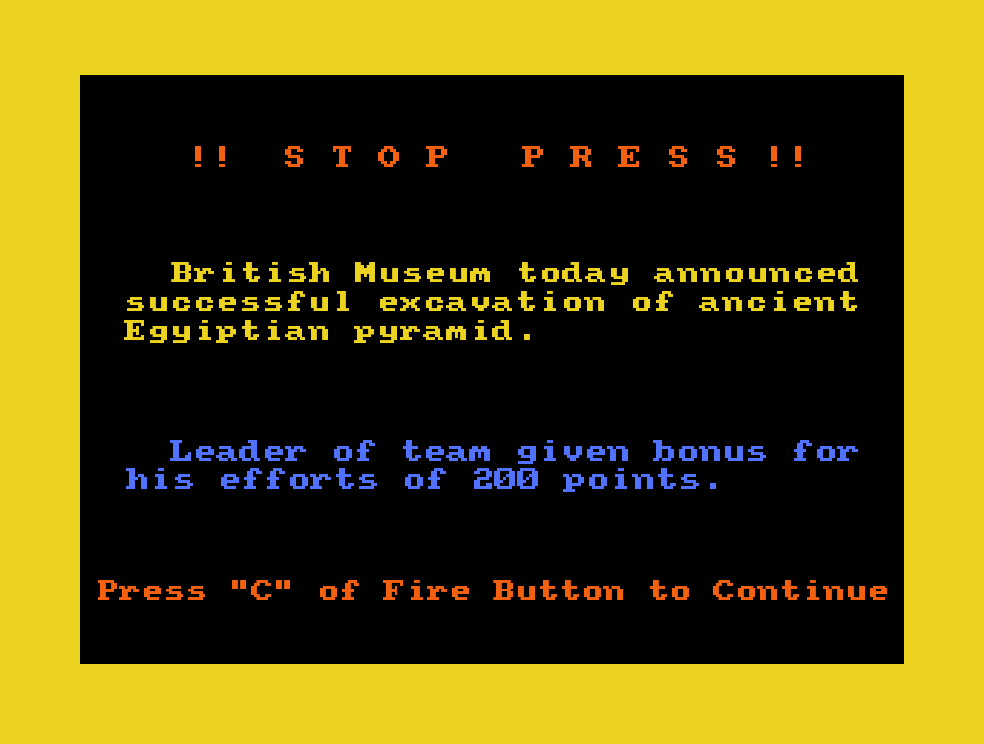 !! S T O P  P R E S S !!
British Museum today announced
successful excavation of ancient
Egyiptian pyramid.
Leader of team given bonus for
his efforts of 200 points.
Press "C" of Fire Button to Continue